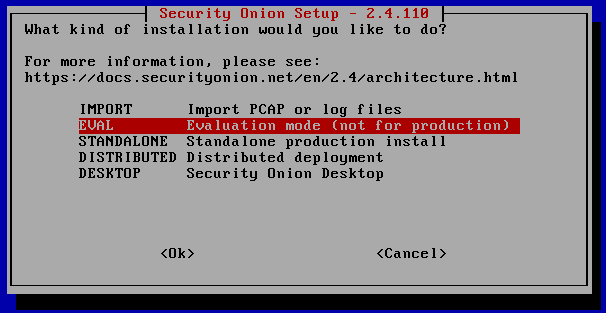 Security Onion Setup - 2.4.110
What kind of installation would you like to do?
For more information, please see:
https://docs.securityonion.net/en/2.4/architecture.html
IMPORT Import PCAP or log files
EVAL Evaluation mode (not for production)
STANDALONE Standalone production install
DISTRIBUTED Distributed deployment
DESKTOP Security Onion Desktop
<Ok> <Cancel>